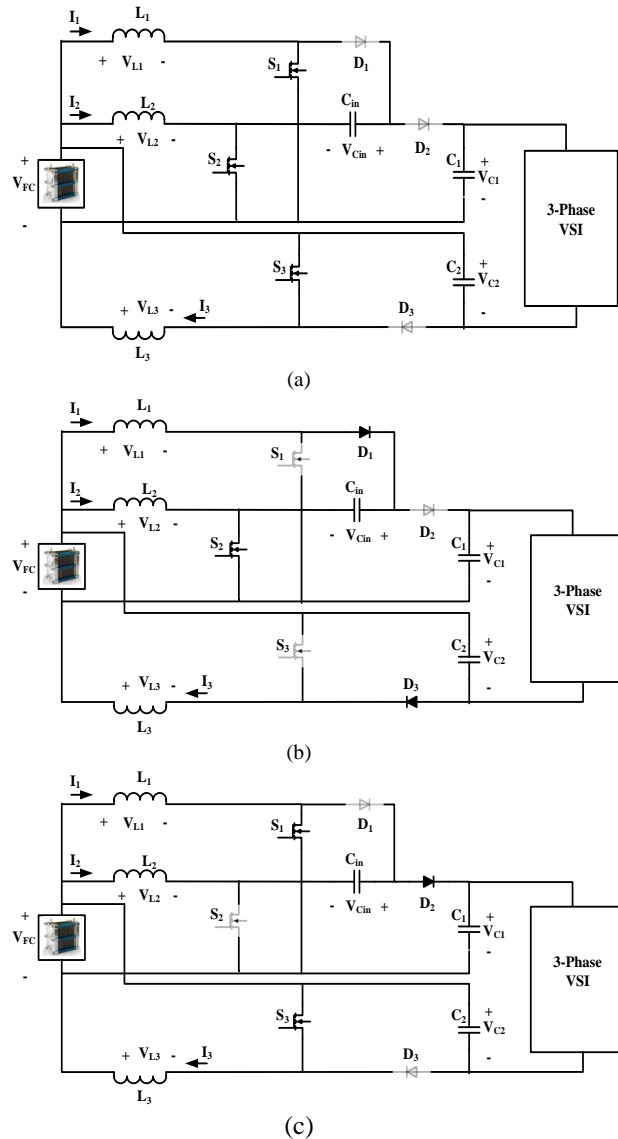 I1
L1
+ VL1 -
S1
D1
I2
L2
+ VL2 -
S2
Cin
- VCin +
D2
C1
+
VC1
-
+
VFC
-
3-Phase
VSI
S3
C2
+
VC2
-
+ VL3 -
I3
D3
L3
(a)
I1
L1
+ VL1 -
S1
D1
I2
L2
+ VL2 -
S2
Cin
- VCin +
D2
C1
+
VC1
-
+
VFC
-
3-Phase
VSI
S3
C2
+
VC2
-
+ VL3 -
I3
D3
L3
(b)
I1
L1
+ VL1 -
S1
D1
I2
L2
+ VL2 -
S2
Cin
- VCin +
D2
C1
+
VC1
-
+
VFC
-
3-Phase
VSI
S3
C2
+
VC2
-
+ VL3 -
I3
D3
L3
(c)